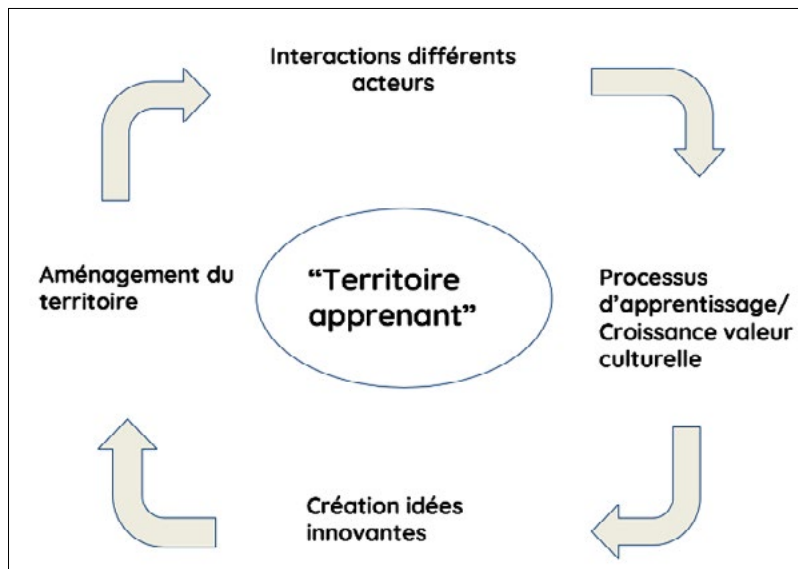 Interactions différents
acteurs
Aménagement du
territoire
“Territoire
apprenant”
Processus
d’apprentissage/
Croissance valeur
culturelle
Création idées
innovantes